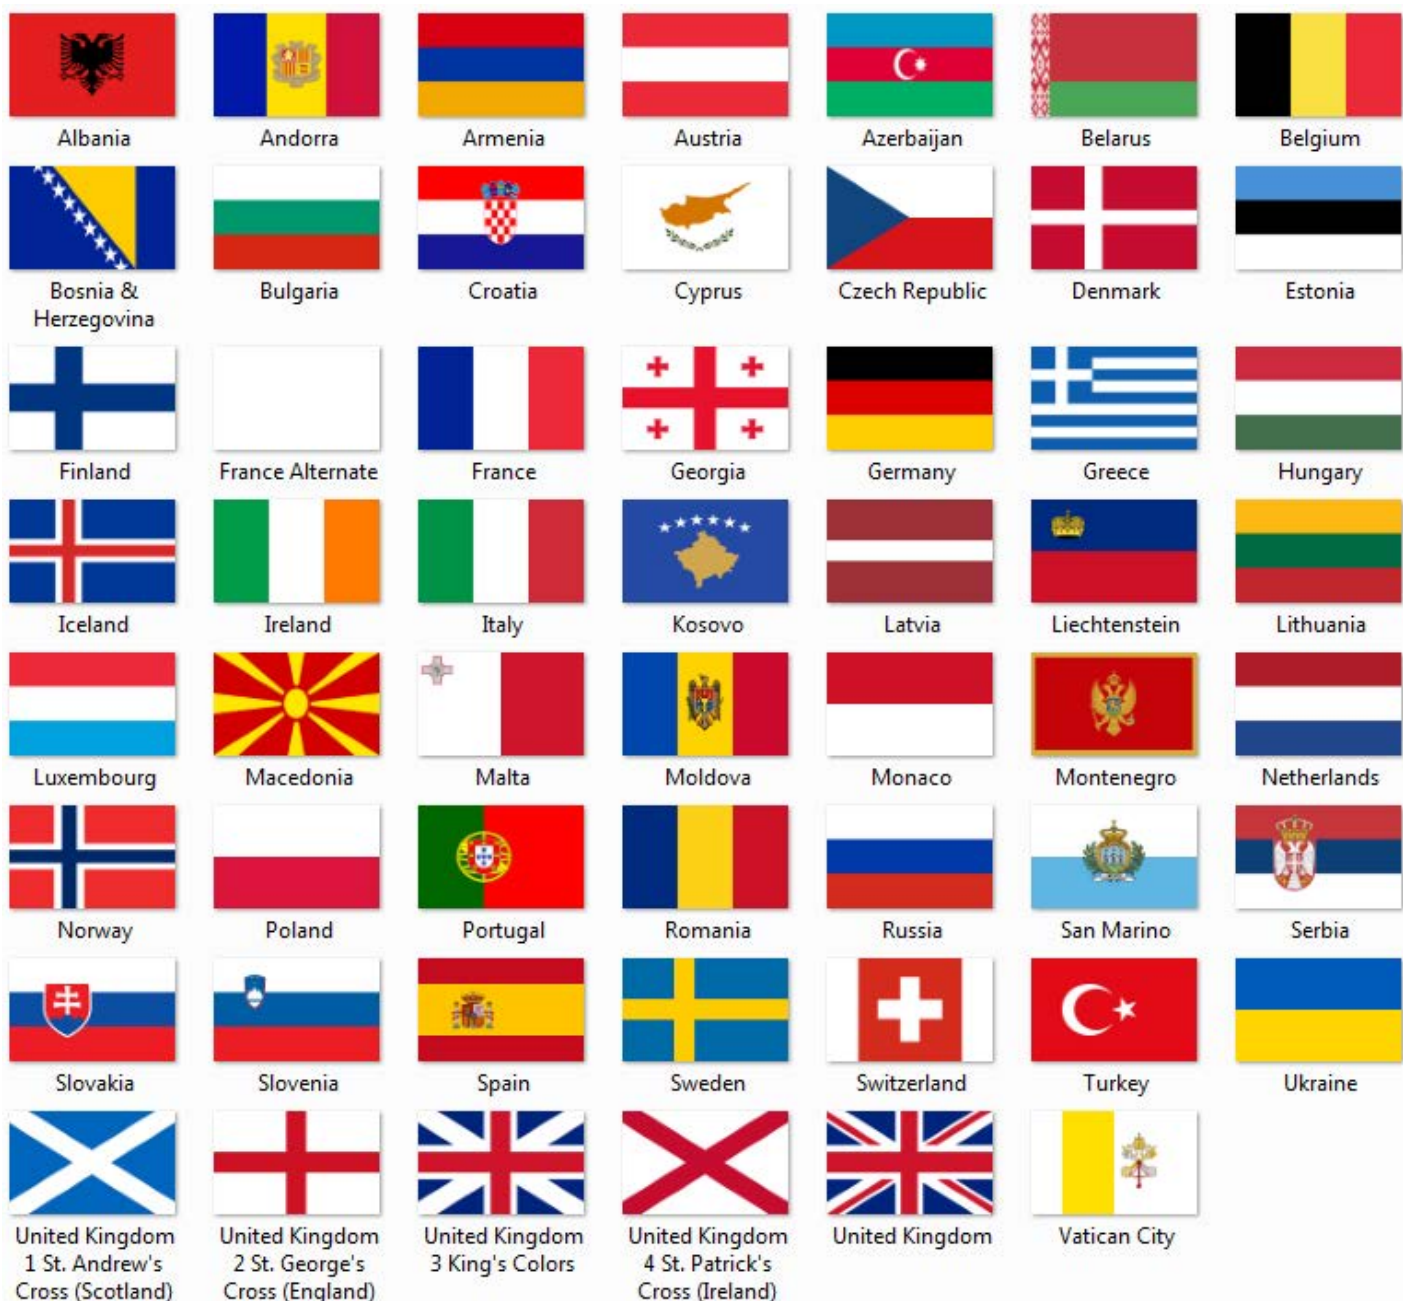 Albania
Andorra
Armenia
Austria
Azerbaijan
Belarus
Belgium
Bosnia &
Herzegovina
Bulgaria
Croatia
Cyprus
Czech Republic
Denmark
Estonia
Finland
France Alternate
France
Georgia
Germany
Greece
Hungary
Iceland
Ireland
Italy
Kosovo
Latvia
Liechtenstein
Lithuania
Luxembourg
Macedonia
Malta
Moldova
Monaco
Montenegro
Netherlands
Norway
Poland
Portugal
Romania
Russia
San Marino
Serbia
Slovakia
Slovenia
Spain
Sweden
Switzerland
Turkey
Ukraine
United Kingdom
1 St. Andrew's
Cross (Scotland)
United Kingdom
2 St. George's
Cross (England)
United Kingdom
3 King's Colors
United Kingdom
4 St. Patrick's
Cross (Ireland)
United Kingdom
Vatican City